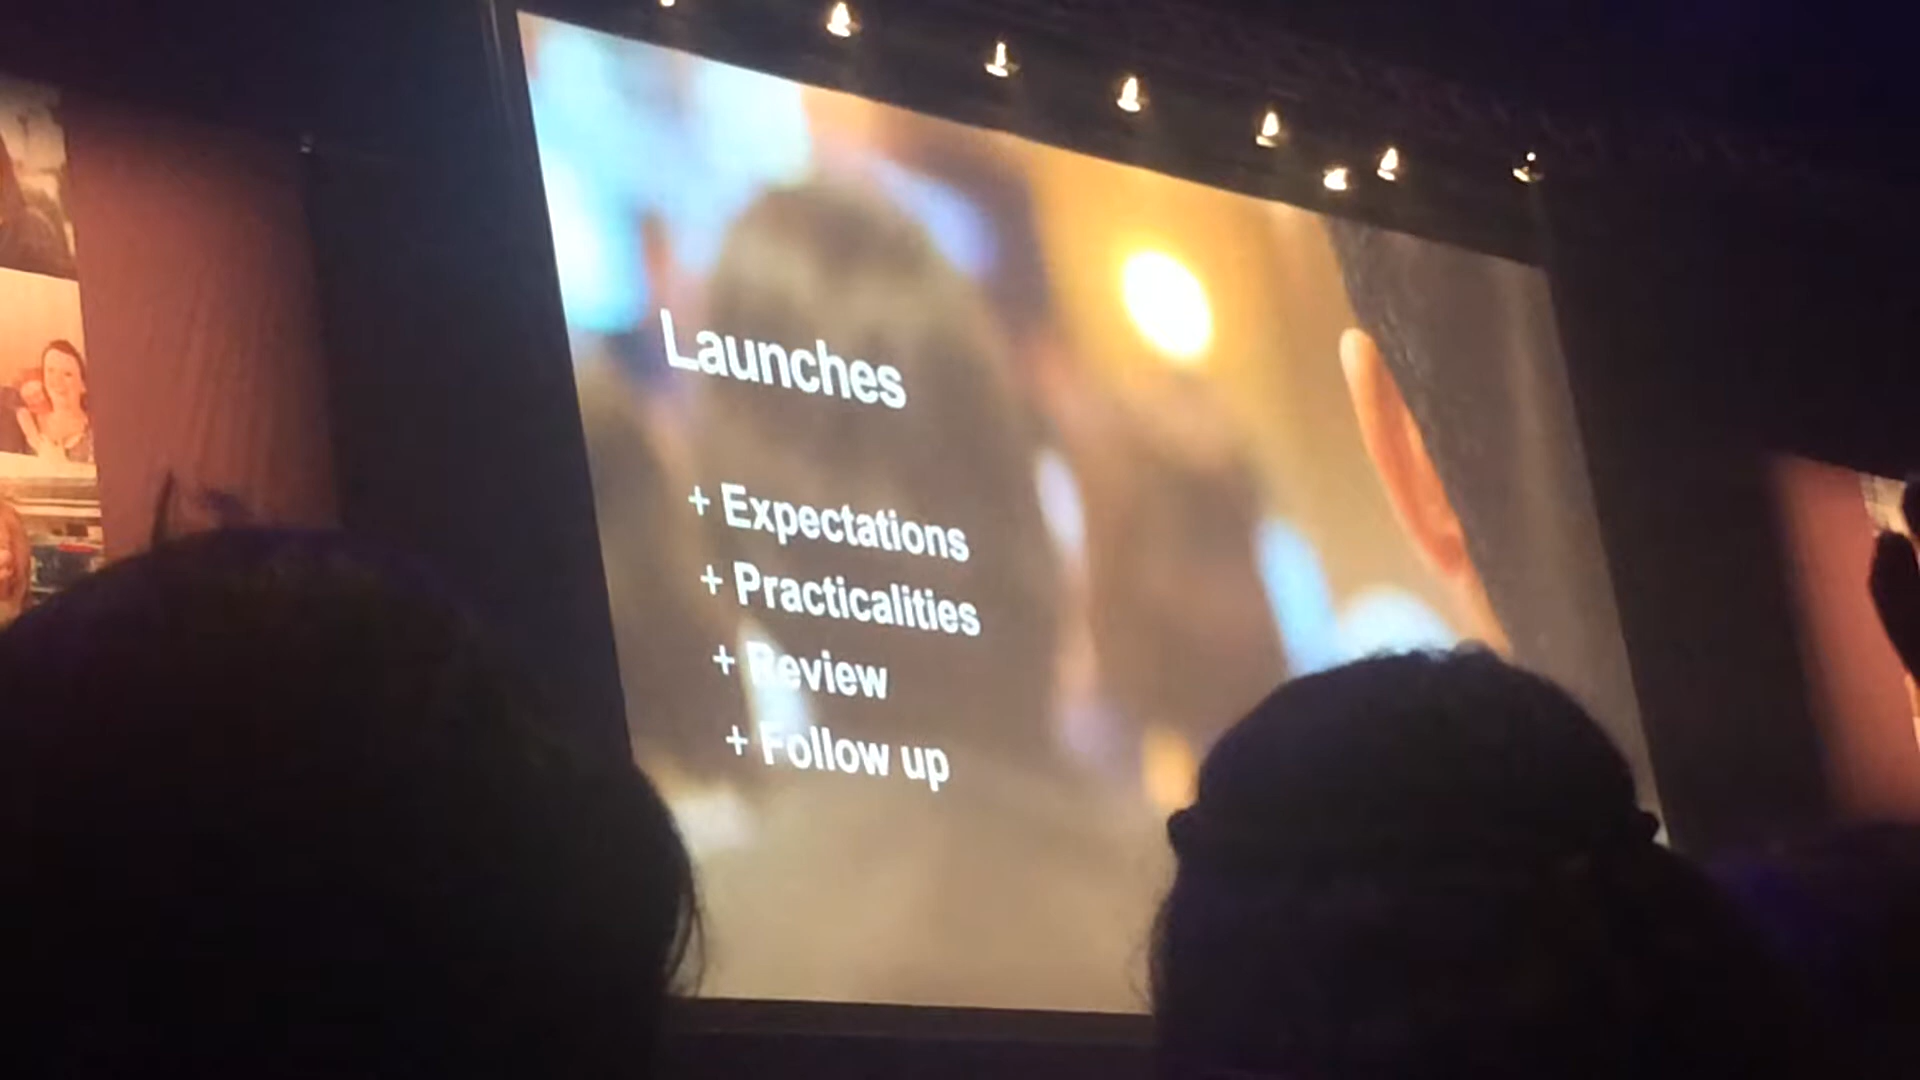 Launches
+ Expectations
+ Practicalities
+ Review
+ Follow up